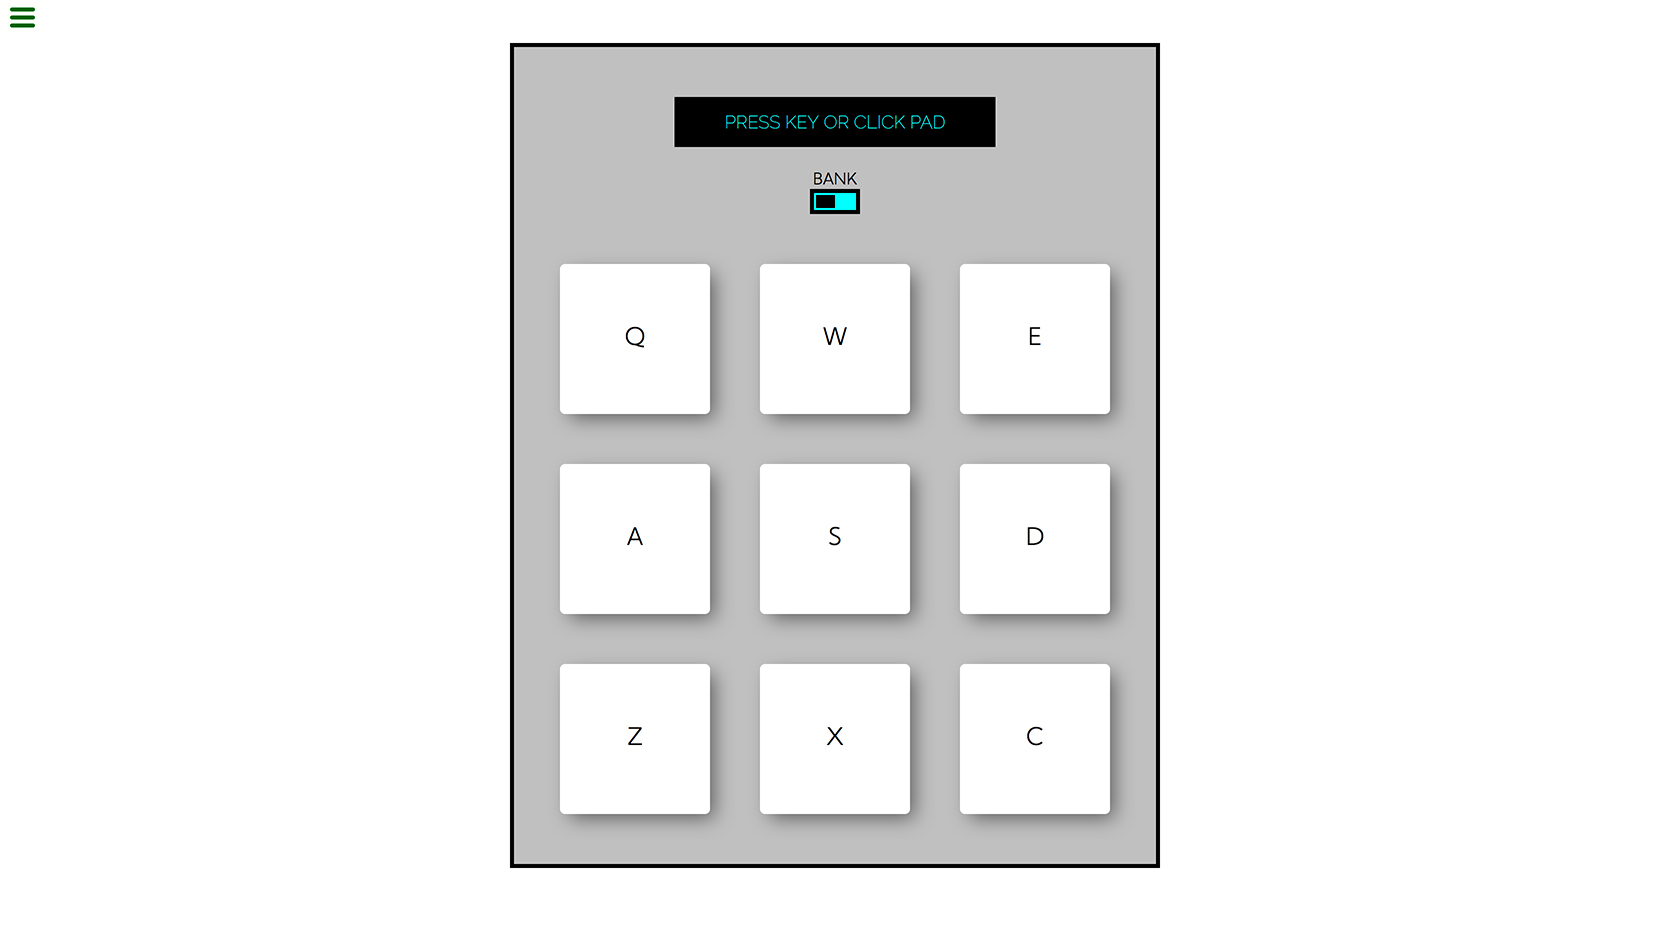 PRESS KEY OR CLICK PAD
BANK
Q W E
A S D
Z X C